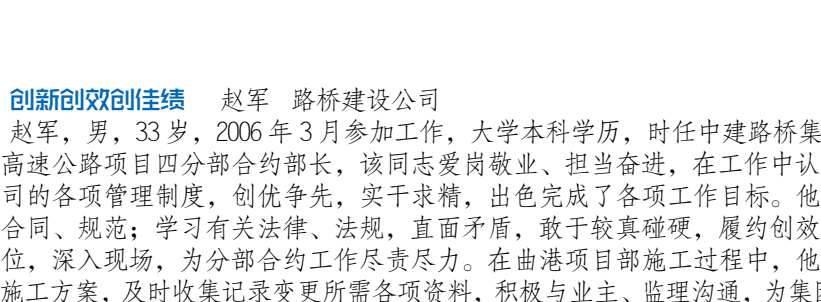 创新创效创佳绩 赵军 路桥建设公司
赵军，男，33岁，2006年3月参加工作，大学本科学历，时任中建路桥集
高速公路项目四分部合约部长，该同志爱岗敬业、担当奋进，在工作中认
司的各项管理制度，创优争先，实干求精，出色完成了各项工作目标。他
合同、规范；学习有关法律、法规，直面矛盾，敢于较真碰硬，履约创效
位，深入现场，为分部合约工作尽责尽力。在曲港项目部施工过程中，他
施工方案，及时收集记录变更所需各项资料，积极与业主、监理沟通，为集团